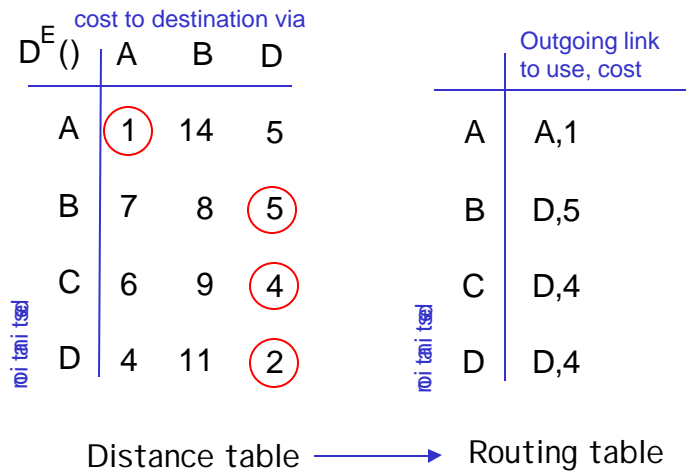 cost to destination via
D^E () A B D
A 1 14 5
B 7 8 5
C 6 9 4
D 4 11 2
Distance table
Outgoing link
to use, cost
A A,1
B D,5
C D,4
D D,4
Routing table